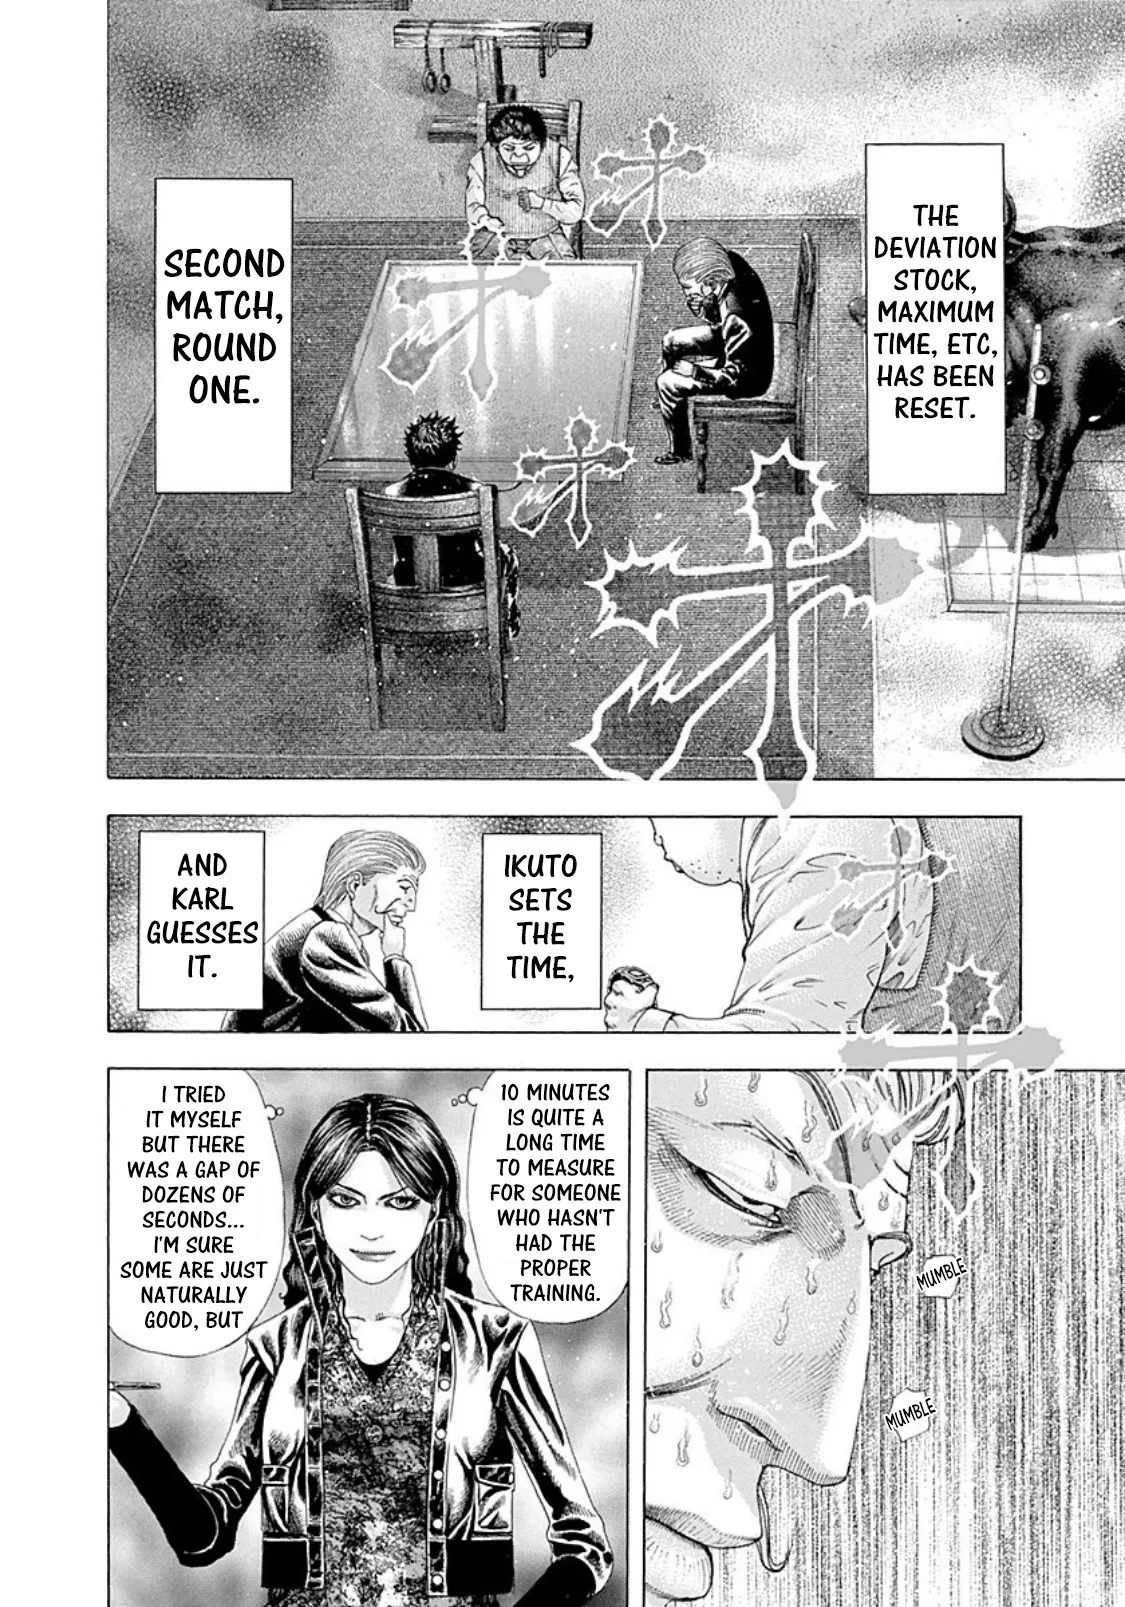 THE
DEVIATION
STOCK,
MAXIMUM
TIME, ETC,
HAS BEEN
RESET.
SECOND
MATCH,
ROUND
ONE.
IKUTO
SETS
THE
TIME,
AND
KARL
GUESSES
IT.
MUMBLE
MUMBLE
10 MINUTES
IS QUITE A
LONG TIME
TO MEASURE
FOR SOMEONE
WHO HASN'T
HAD THE
PROPER
TRAINING.
I TRIED
IT MYSELF
BUT THERE
WAS A GAP OF
DOZENS OF
SECONDS...
I'M SURE
SOME ARE JUST
NATURALLY
GOOD, BUT